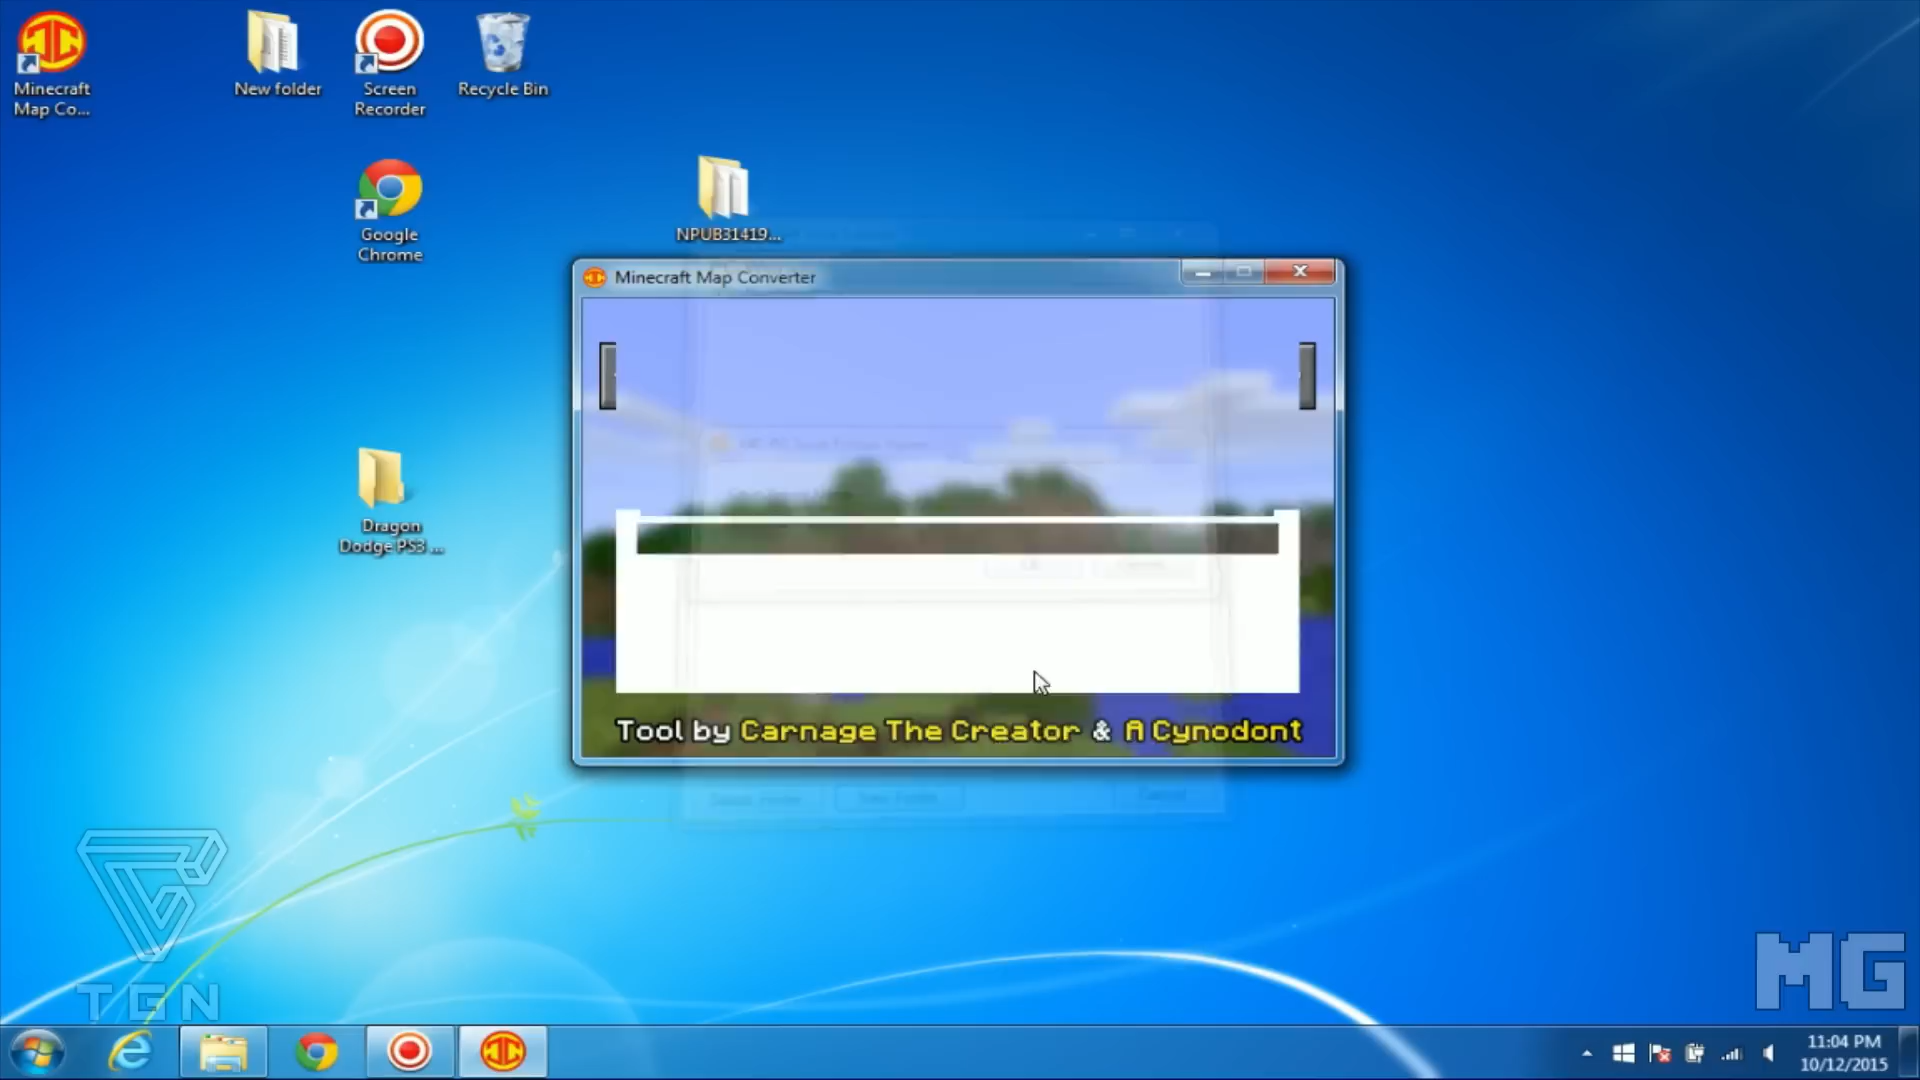 Minecraft
Map Co...
New folder
Screen
Recorder
Recycle Bin
Google
Chrome
NPUB31419...
Dragon
Dodge PS3 ...
Minecraft Map Converter
Tool by Carnage The Creator & A Cynodont
TGN
MG
11:04 PM
10/12/2015